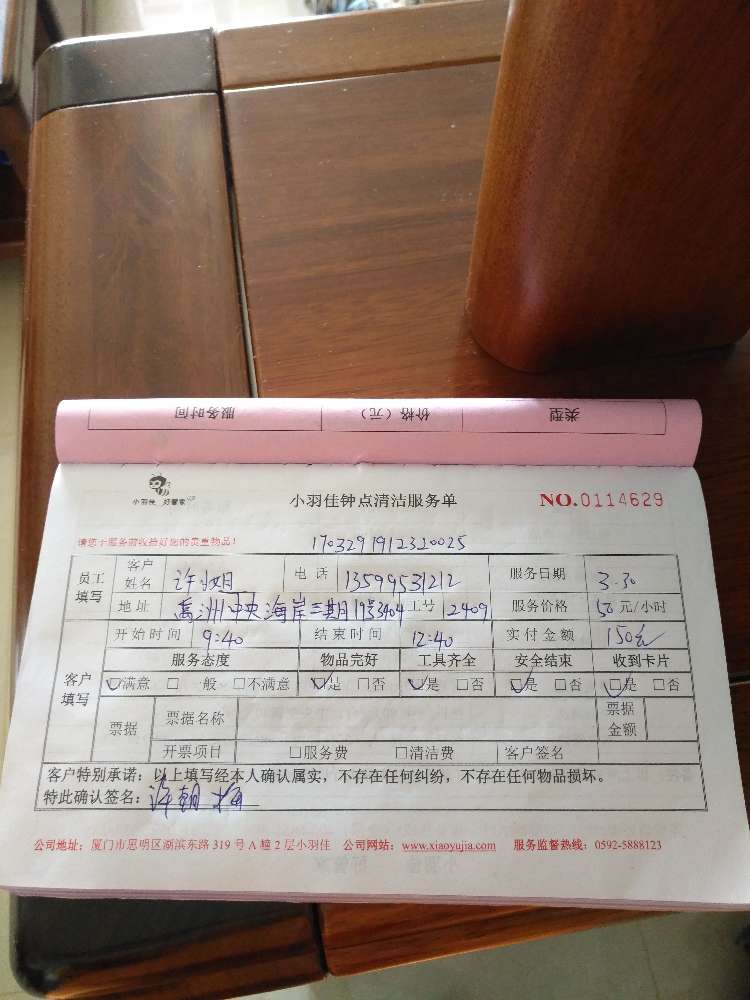 服务时间 价格（元） 类型
小羽佳 好管家 小羽佳钟点清洁服务单 NO.0114629
请您于服务前收拾好您的贵重物品！ 1703291912320025
员工填写 客户姓名 许 电话 13599531212 服务日期 3.30
地址 禹洲中央海岸三期19号3404 工号 2409 服务价格 50元/小时
开始时间 9:40 结束时间 12:40 实付金额 150元
客户填写 服务态度 物品完好 工具齐全 安全结束 收到卡片
☑满意 □一般 □不满意 ☑是 □否 ☑是 □否 ☑是 □否 ☑是 □否
票据 票据名称 票据金额
开票项目 □服务费 □清洁费 客户签名
客户特别承诺：以上填写经本人确认属实，不存在任何纠纷，不存在任何物品损坏。
特此确认签名：许朝梅
公司地址：厦门市思明区湖滨东路 319 号 A 幢 2 层小羽佳 公司网站：www.xiaoyujia.com 服务监督热线：0592-5888123